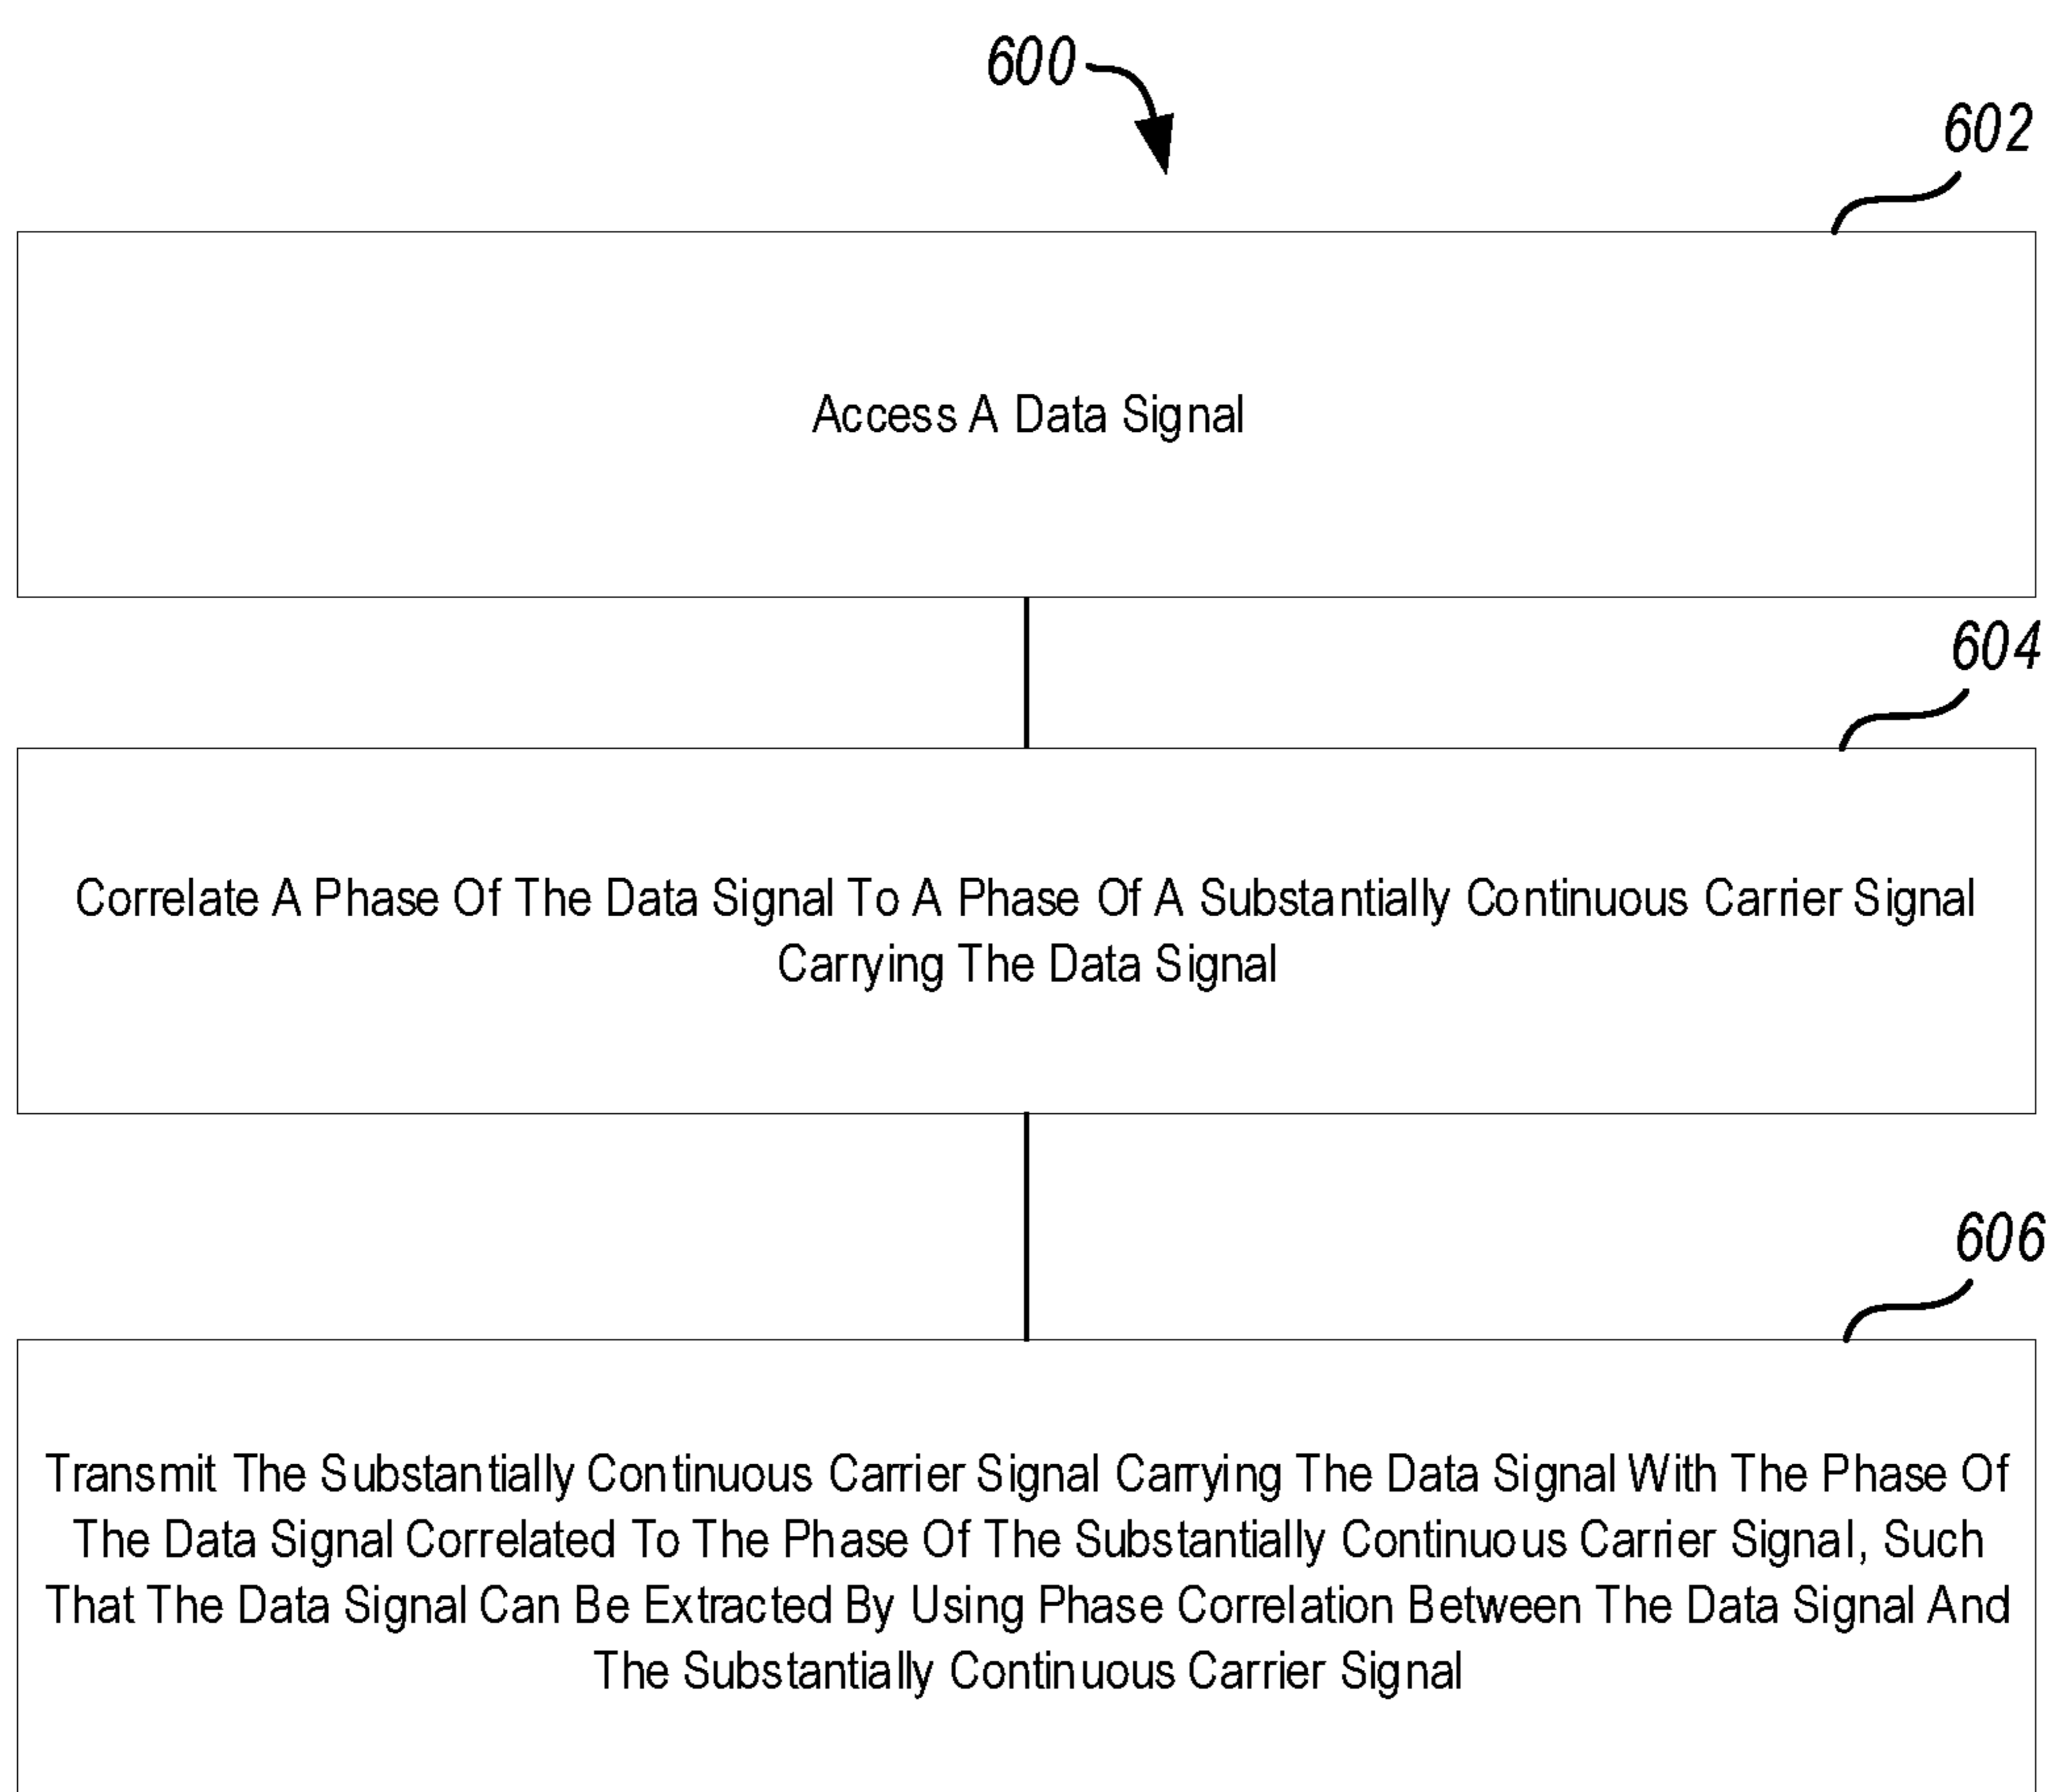 600
602
Access A Data Signal
604
Correlate A Phase Of The Data Signal To A Phase Of A Substantially Continuous Carrier Signal
Carrying The Data Signal
606
Transmit The Substantially Continuous Carrier Signal Carrying The Data Signal With The Phase Of
The Data Signal Correlated To The Phase Of The Substantially Continuous Carrier Signal, Such
That The Data Signal Can Be Extracted By Using Phase Correlation Between The Data Signal And
The Substantially Continuous Carrier Signal